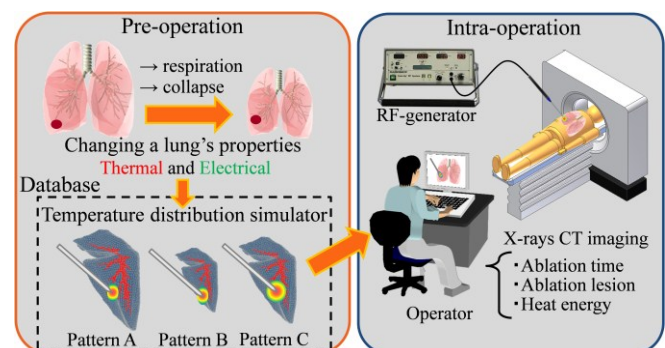 Pre-operation
→ respiration
→ collapse
Changing a lung's properties
Thermal and Electrical
Database
Temperature distribution simulator
Pattern A
Pattern B
Pattern C
Intra-operation
RF-generator
X-rays CT imaging
・Ablation time
・Ablation lesion
・Heat energy
Operator